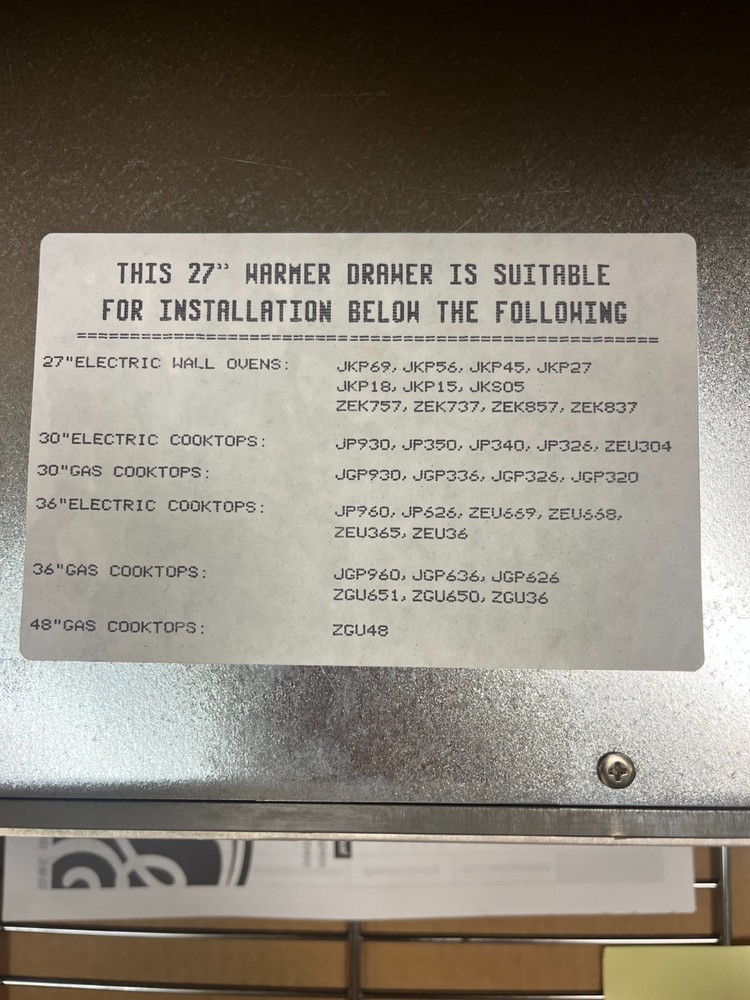 THIS 27" WARMER DRAWER IS SUITABLE
FOR INSTALLATION BELOW THE FOLLOWING
==================================================
27"ELECTRIC WALL OVENS: JKP69, JKP56, JKP45, JKP27
JKP18, JKP15, JKS05
ZEK757, ZEK737, ZEK857, ZEK837
30"ELECTRIC COOKTOPS: JP930, JP350, JP340, JP326, ZEU304
30"GAS COOKTOPS: JGP930, JGP336, JGP326, JGP320
36"ELECTRIC COOKTOPS: JP960, JP626, ZEU669, ZEU668,
ZEU365, ZEU36
36"GAS COOKTOPS: JGP960, JGP636, JGP626
ZGU651, ZGU650, ZGU36
48"GAS COOKTOPS: ZGU48